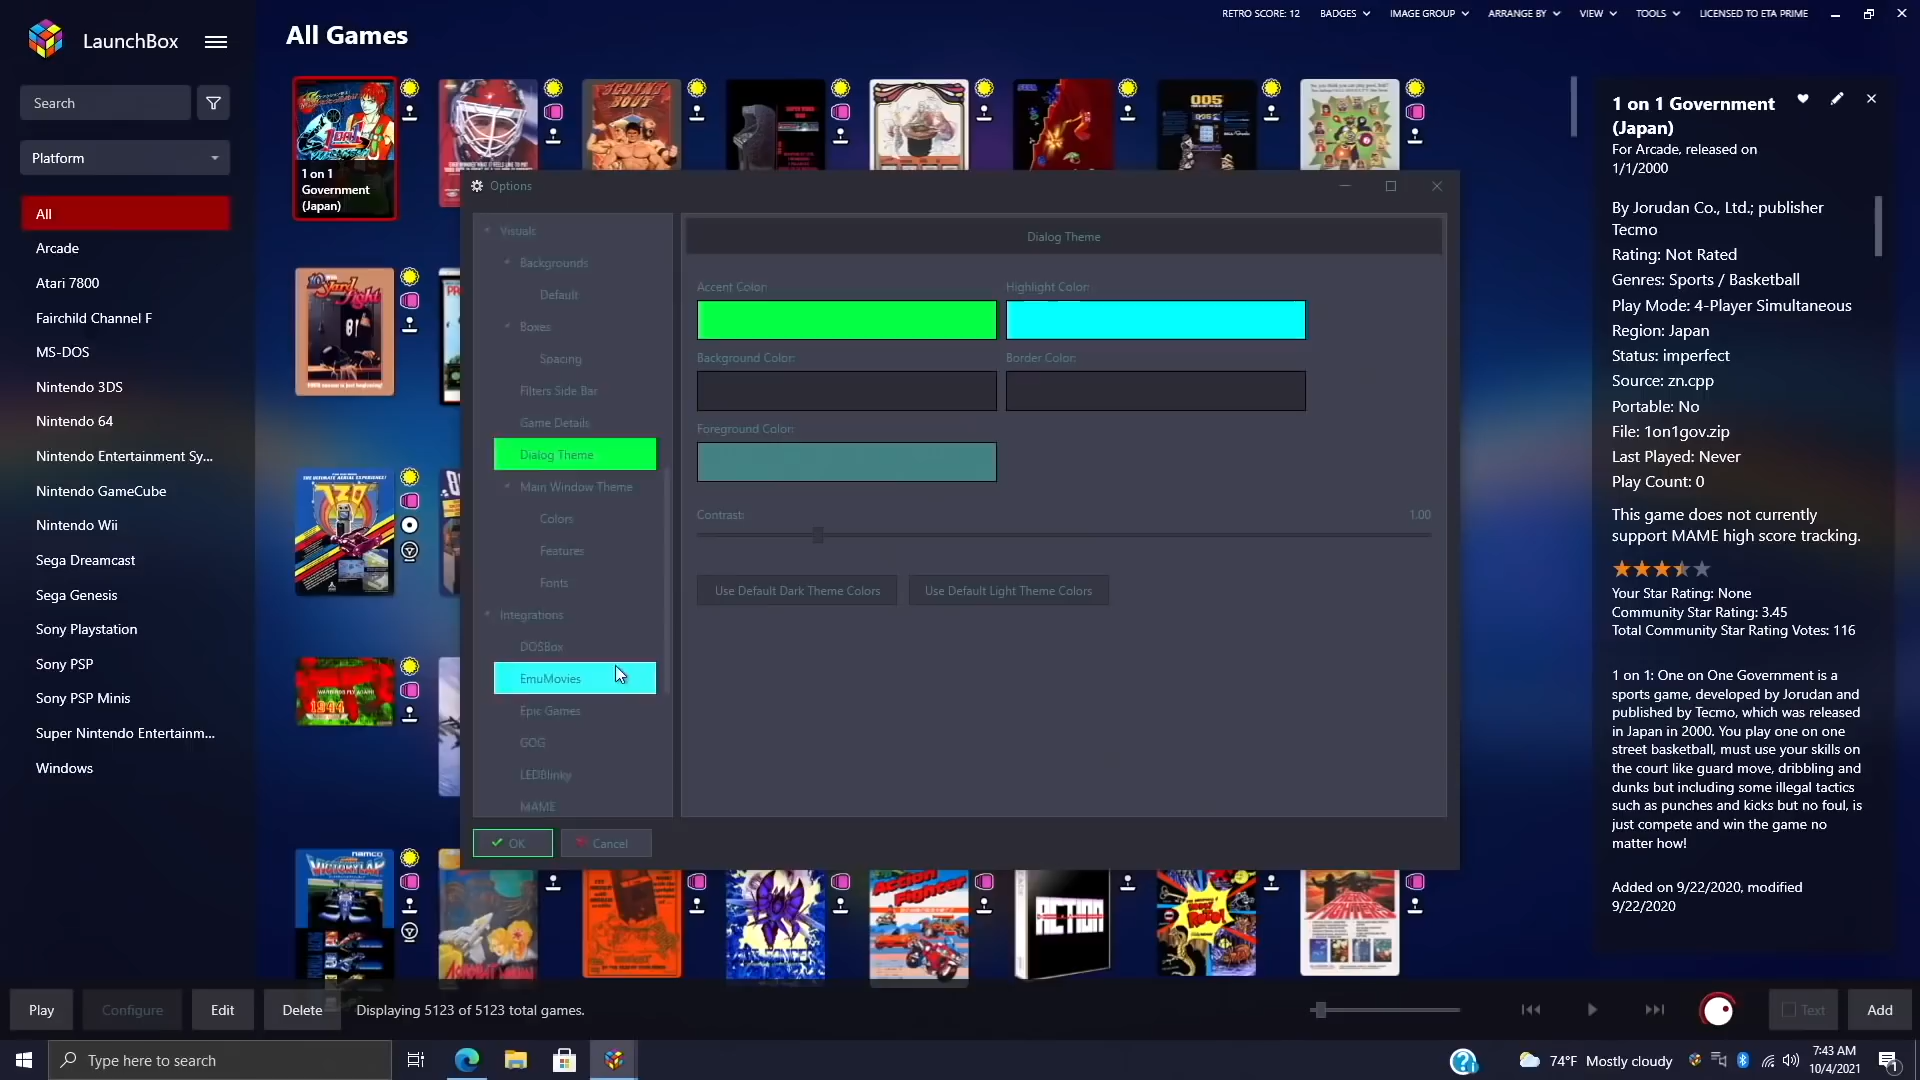 LaunchBox
All Games
RETRO SCORE: 12
BADGES
IMAGE GROUP
ARRANGE BY
VIEW
TOOLS
LICENSED TO ETA PRIME
Search
Platform
All
Arcade
Atari 7800
Fairchild Channel F
MS-DOS
Nintendo 3DS
Nintendo 64
Nintendo Entertainment Sy...
Nintendo GameCube
Nintendo Wii
Sega Dreamcast
Sega Genesis
Sony Playstation
Sony PSP
Sony PSP Minis
Super Nintendo Entertainm...
Windows
1 on 1
Government
(Japan)
005
720°
1944
NAMCO
ACTION
Options
Visuals
Backgrounds
Default
Boxes
Spacing
Filters Side Bar
Game Details
Dialog Theme
Main Window Theme
Colors
Features
Fonts
Integrations
DOSBox
EmuMovies
Epic Games
GOG
LEDBlinky
MAME
Dialog Theme
Accent Color:
Highlight Color:
Background Color:
Border Color:
Foreground Color:
Contrast:
1.00
Use Default Dark Theme Colors
Use Default Light Theme Colors
OK
Cancel
1 on 1 Government
(Japan)
For Arcade, released on
1/1/2000
By Jorudan Co., Ltd.; publisher
Tecmo
Rating: Not Rated
Genres: Sports / Basketball
Play Mode: 4-Player Simultaneous
Region: Japan
Status: imperfect
Source: zn.cpp
Portable: No
File: 1on1gov.zip
Last Played: Never
Play Count: 0
This game does not currently
support MAME high score tracking.
Your Star Rating: None
Community Star Rating: 3.45
Total Community Star Rating Votes: 116
1 on 1: One on One Government is a
sports game, developed by Jorudan and
published by Tecmo, which was released
in Japan in 2000. You play one on one
street basketball, must use your skills on
the court like guard move, dribbling and
dunks but including some illegal tactics
such as punches and kicks but no foul, is
just compete and win the game no
matter how!
Added on 9/22/2020, modified
9/22/2020
Play
Configure
Edit
Delete
Displaying 5123 of 5123 total games.
Text
Add
Type here to search
74°F Mostly cloudy
7:43 AM
10/4/2021
1